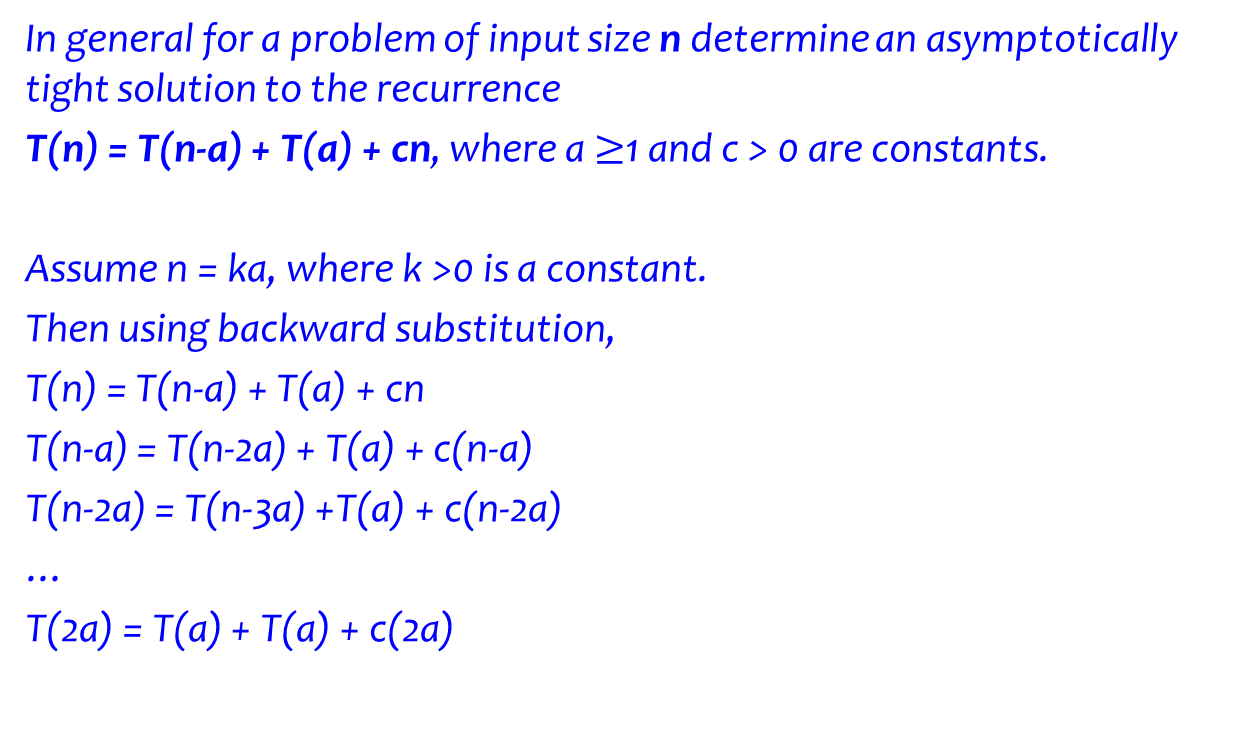 In general for a problem of input size n determine an asymptotically
tight solution to the recurrence
T(n) = T(n-a) + T(a) + cn, where a ≥1 and c > 0 are constants.
Assume n = ka, where k >0 is a constant.
Then using backward substitution,
T(n) = T(n-a) + T(a) + cn
T(n-a) = T(n-2a) + T(a) + c(n-a)
T(n-2a) = T(n-3a) +T(a) + c(n-2a)
…
T(2a) = T(a) + T(a) + c(2a)